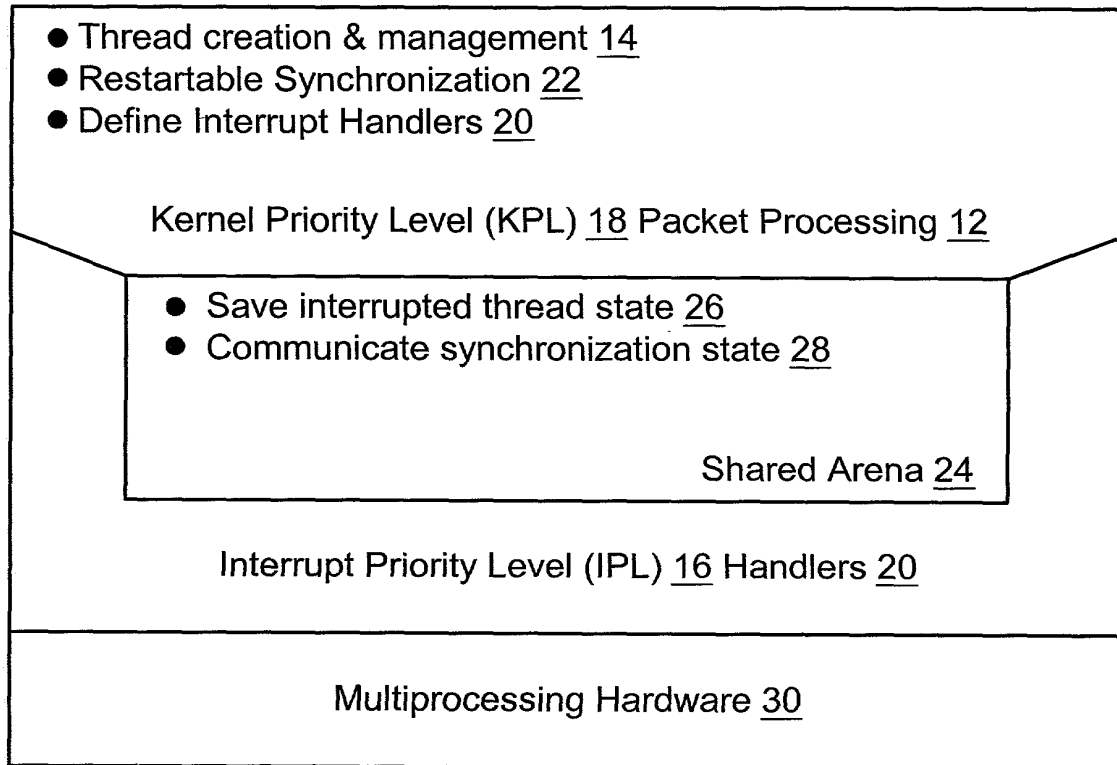 ● Thread creation & management 14
● Restartable Synchronization 22
● Define Interrupt Handlers 20
Kernel Priority Level (KPL) 18 Packet Processing 12
● Save interrupted thread state 26
● Communicate synchronization state 28
Shared Arena 24
Interrupt Priority Level (IPL) 16 Handlers 20
Multiprocessing Hardware 30